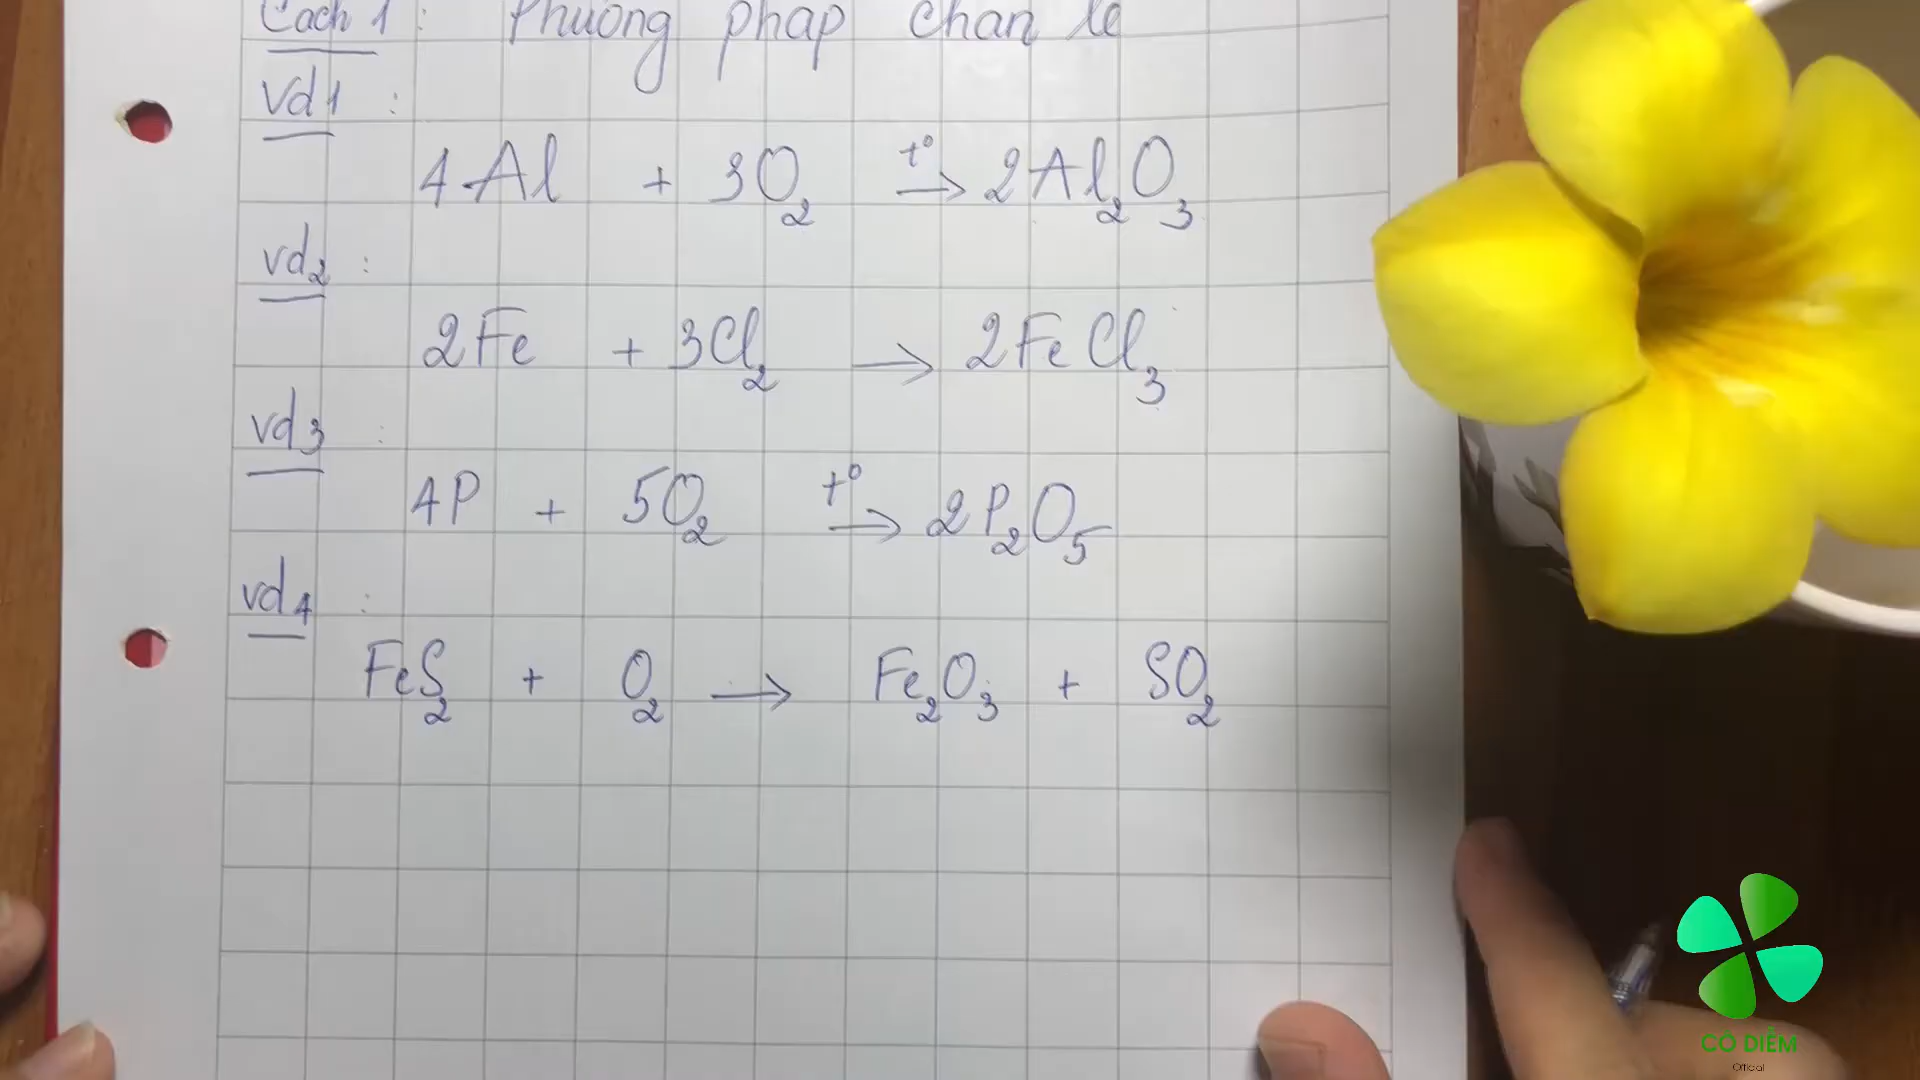 Cách 1 : Phương pháp chẵn lẻ
Vd1 :
4Al + 3O₂ t° → 2Al₂O₃
vd2 :
2Fe + 3Cl₂ → 2FeCl₃
vd3 :
4P + 5O₂ t° → 2P₂O₅
vd4 :
FeS₂ + O₂ → Fe₂O₃ + SO₂
CÔ DIỄM
Offical